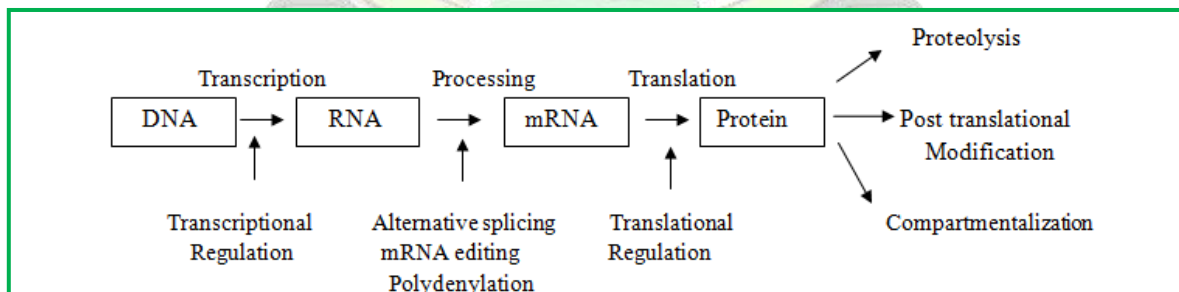 Proteolysis
Transcription Processing Translation
DNA RNA mRNA Protein Post translational
Modification
Transcriptional Alternative splicing Translational Compartmentalization
Regulation mRNA editing Regulation
Polydenylation